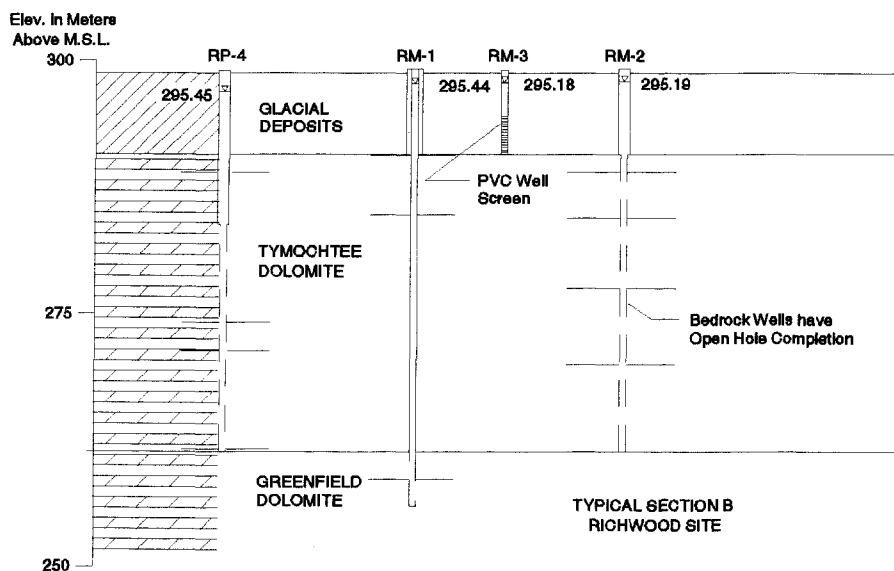 Elev. in Meters
Above M.S.L.
300
RP-4
RM-1
RM-3
RM-2
295.45
295.44
295.18
295.19
GLACIAL
DEPOSITS
PVC Well
Screen
TYMOCHTEE
DOLOMITE
275
Bedrock Wells have
Open Hole Completion
GREENFIELD
DOLOMITE
TYPICAL SECTION B
RICHWOOD SITE
250